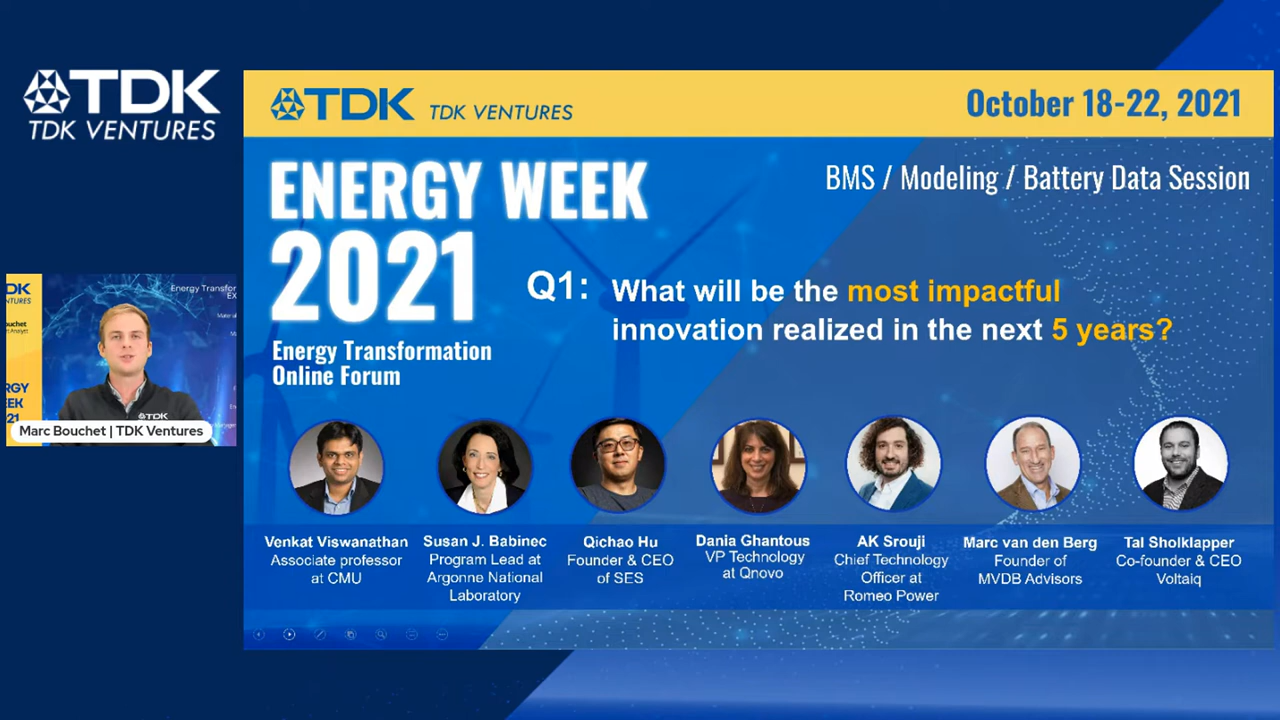 TDK
TDK VENTURES
TDK TDK VENTURES
October 18-22, 2021
ENERGY WEEK
2021
Energy Transformation
Online Forum
BMS / Modeling / Battery Data Session
Q1: What will be the most impactful
innovation realized in the next 5 years?
Energy Transfor
TDK
Marc Bouchet | TDK Ventures
Venkat Viswanathan
Associate professor
at CMU
Susan J. Babinec
Program Lead at
Argonne National
Laboratory
Qichao Hu
Founder & CEO
of SES
Dania Ghantous
VP Technology
at Qnovo
AK Srouji
Chief Technology
Officer at
Romeo Power
Marc van den Berg
Founder of
MVDB Advisors
Tal Sholklapper
Co-founder & CEO
Voltaiq